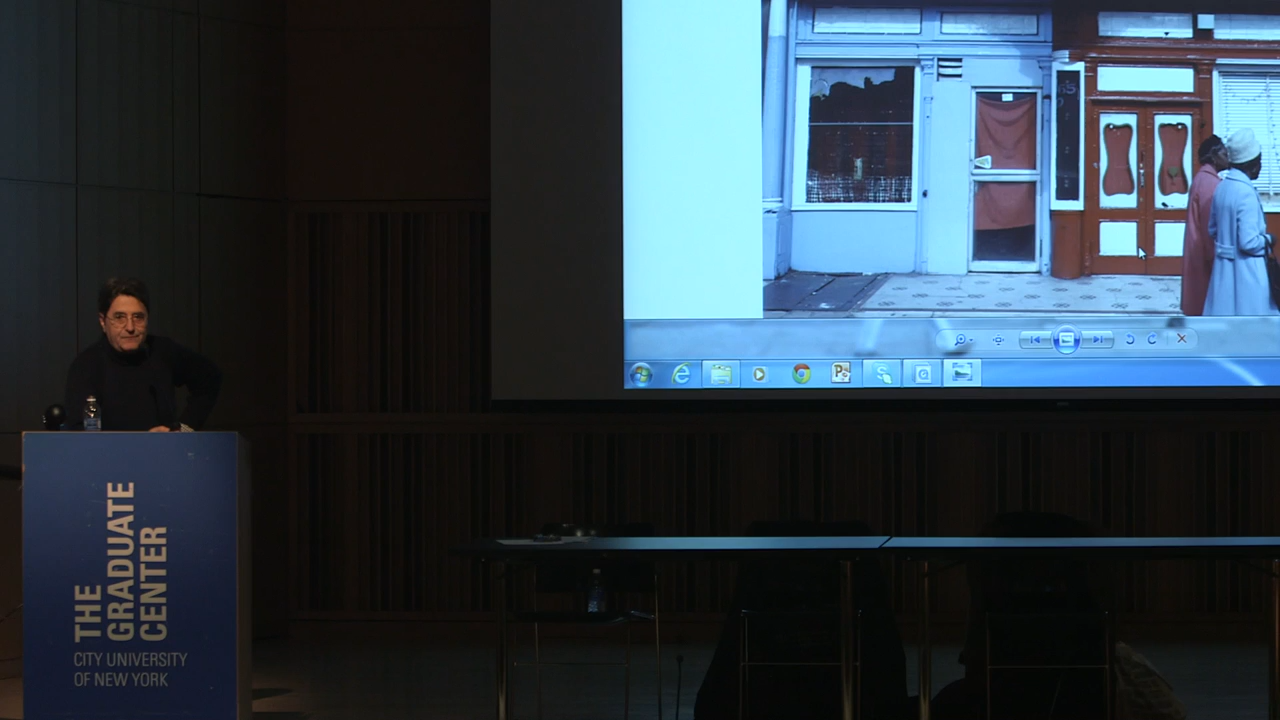 THE
GRADUATE
CENTER
CITY UNIVERSITY
OF NEW YORK